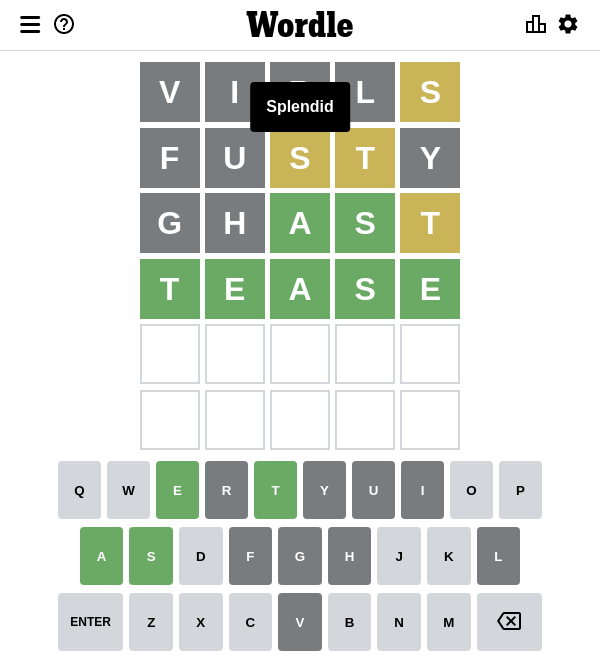 Wordle
V I L S
Splendid
F U S T Y
G H A S T
T E A S E
Q W E R T Y U I O P
A S D F G H J K L
ENTER Z X C V B N M